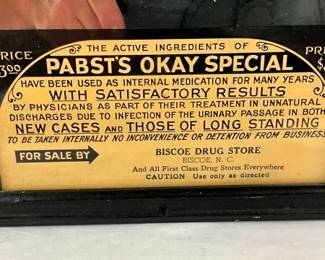 THE ACTIVE INGREDIENTS OF
PRICE
3.00
PABST'S OKAY SPECIAL
HAVE BEEN USED AS INTERNAL MEDICATION FOR MANY YEARS
WITH SATISFACTORY RESULTS
BY PHYSICIANS AS PART OF THEIR TREATMENT IN UNNATURAL
DISCHARGES DUE TO INFECTION OF THE URINARY PASSAGE IN BOTH
NEW CASES AND THOSE OF LONG STANDING
TO BE TAKEN INTERNALLY NO INCONVENIENCE OR DETENTION FROM BUSINESS
FOR SALE BY
BISCOE DRUG STORE
BISCOE, N. C.
And All First Class Drug Stores Everywhere
CAUTION Use only as directed